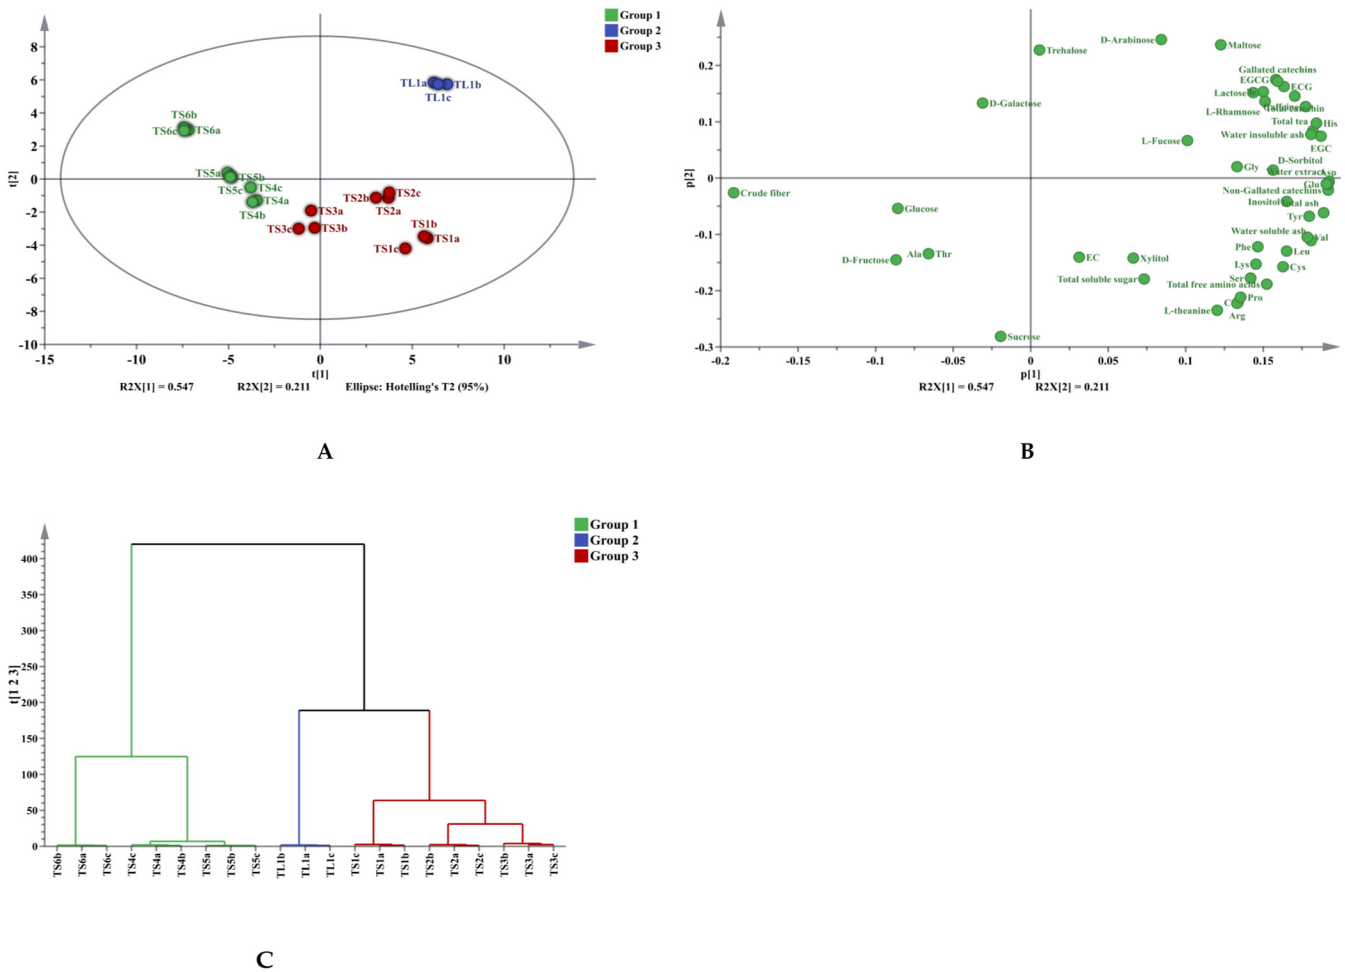 Group 1
Group 2
Group 3
t[2]
8
6
4
2
0
-2
-4
-6
-8
-10
-15
-10
-5
0
5
10
t[1]
TL1a
TL1b
TL1c
TS6b
TS6c
TS6a
TS5a
TS5b
TS5c
TS4c
TS4a
TS4b
TS3a
TS3c
TS3b
TS2b
TS2c
TS2a
TS1b
TS1a
TS1c
R2X[1] = 0.547
R2X[2] = 0.211
Ellipse: Hotelling's T2 (95%)
A
p[2]
0.2
0.1
0
-0.1
-0.2
-0.3
-0.2
-0.15
-0.1
-0.05
0
0.05
0.1
0.15
p[1]
Trehalose
D-Arabinose
Maltose
Gallated catechins
EGCG
ECG
Lactose
D-Galactose
L-Rhamnose
Total tea
His
Water insoluble ash
EGC
L-Fucose
Gly
D-Sorbitol
Glu
Non-Gallated catechins
Crude fiber
Inositol
Glucose
Tyr
Water soluble ash
Val
Phe
Leu
Ala
Thr
D-Fructose
EC
Xylitol
Lys
Cys
Total soluble sugar
Ser
Total free amino acids
Pro
L-theanine
Arg
Sucrose
R2X[1] = 0.547
R2X[2] = 0.211
B
Group 1
Group 2
Group 3
t[1 2 3]
400
350
300
250
200
150
100
50
0
TS6b
TS6a
TS6c
TS4c
TS4a
TS4b
TS5a
TS5b
TS5c
TL1b
TL1a
TL1c
TS1c
TS1a
TS1b
TS2b
TS2a
TS2c
TS3b
TS3a
TS3c
C